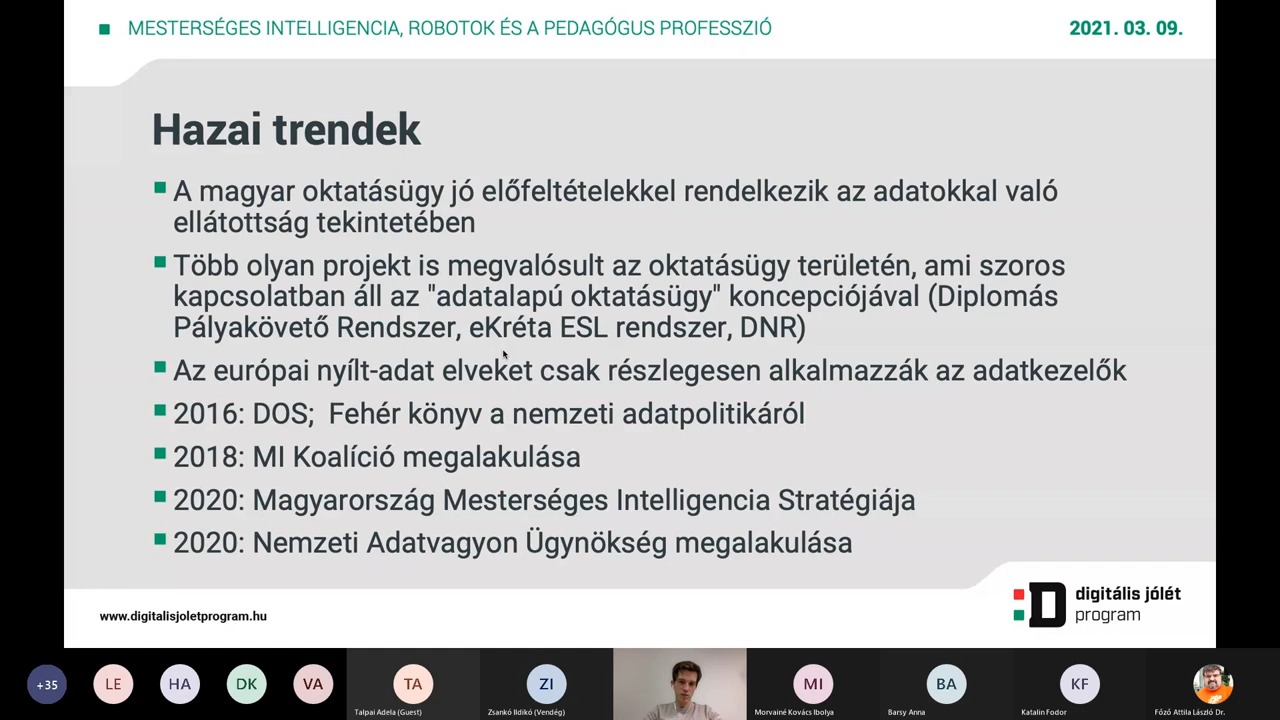 MESTERSÉGES INTELLIGENCIA, ROBOTOK ÉS A PEDAGÓGUS PROFESSZIÓ
2021. 03. 09.
Hazai trendek
A magyar oktatásügy jó előfeltételekkel rendelkezik az adatokkal való
ellátottság tekintetében
Több olyan projekt is megvalósult az oktatásügy területén, ami szoros
kapcsolatban áll az "adatalapú oktatásügy" koncepciójával (Diplomás
Pályakövető Rendszer, eKréta ESL rendszer, DNR)
Az európai nyílt-adat elveket csak részlegesen alkalmazzák az adatkezelők
2016: DOS;  Fehér könyv a nemzeti adatpolitikáról
2018: MI Koalíció megalakulása
2020: Magyarország Mesterséges Intelligencia Stratégiája
2020: Nemzeti Adatvagyon Ügynökség megalakulása
www.digitalisjoletprogram.hu
digitális jólét
program
+35
LE
HA
DK
VA
TA
Talpai Adela (Guest)
ZI
Zsankó Ildikó (Vendég)
MI
Morvainé Kovács Ibolya
BA
Barsy Anna
KF
Katalin Fodor
Főző Attila László Dr.